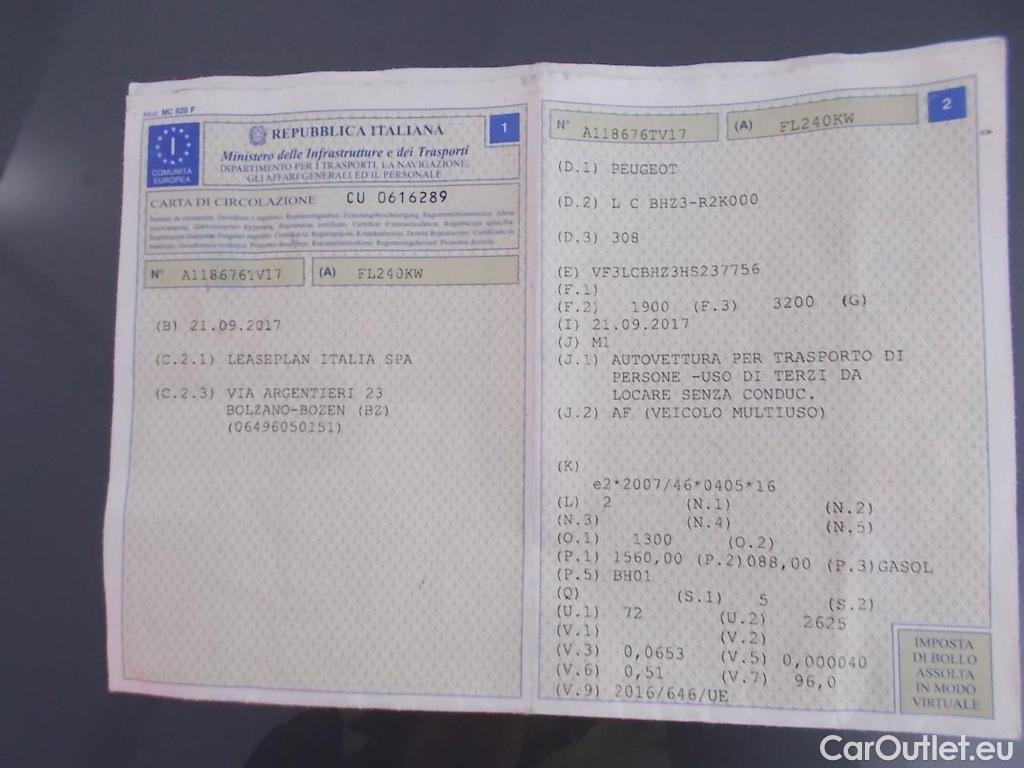 Mod. MC 820 F
I
COMUNITÀ
EUROPEA
REPUBBLICA ITALIANA
1
Ministero delle Infrastrutture e dei Trasporti
DIPARTIMENTO PER I TRASPORTI, LA NAVIGAZIONE,
GLI AFFARI GENERALI ED IL PERSONALE
CARTA DI CIRCOLAZIONE CU 0616289
N° A118676TV17 (A) FL240KW
(B) 21.09.2017
(C.2.1) LEASEPLAN ITALIA SPA
(C.2.3) VIA ARGENTIERI 23
BOLZANO-BOZEN (BZ)
(06496050151)
2
N° A118676TV17 (A) FL240KW
(D.1) PEUGEOT
(D.2) L C BHZ3-R2K000
(D.3) 308
(E) VF3LCBHZ3HS237756
(F.1)
(F.2) 1900 (F.3) 3200 (G)
(I) 21.09.2017
(J) M1
(J.1) AUTOVETTURA PER TRASPORTO DI
PERSONE -USO DI TERZI DA
LOCARE SENZA CONDUC.
(J.2) AF (VEICOLO MULTIUSO)
(K)
e2*2007/46*0405*16
(L) 2 (N.1) (N.2)
(N.3) (N.4) (N.5)
(O.1) 1300 (O.2)
(P.1) 1560,00 (P.2)088,00 (P.3)GASOL
(P.5) BH01
(Q) (S.1) 5 (S.2)
(U.1) 72 (U.2) 2625
(V.1) (V.2)
(V.3) 0,0653 (V.5) 0,000040
(V.6) 0,51 (V.7) 96,0
(V.9) 2016/646/UE
IMPOSTA
DI BOLLO
ASSOLTA
IN MODO
VIRTUALE
CarOutlet.eu